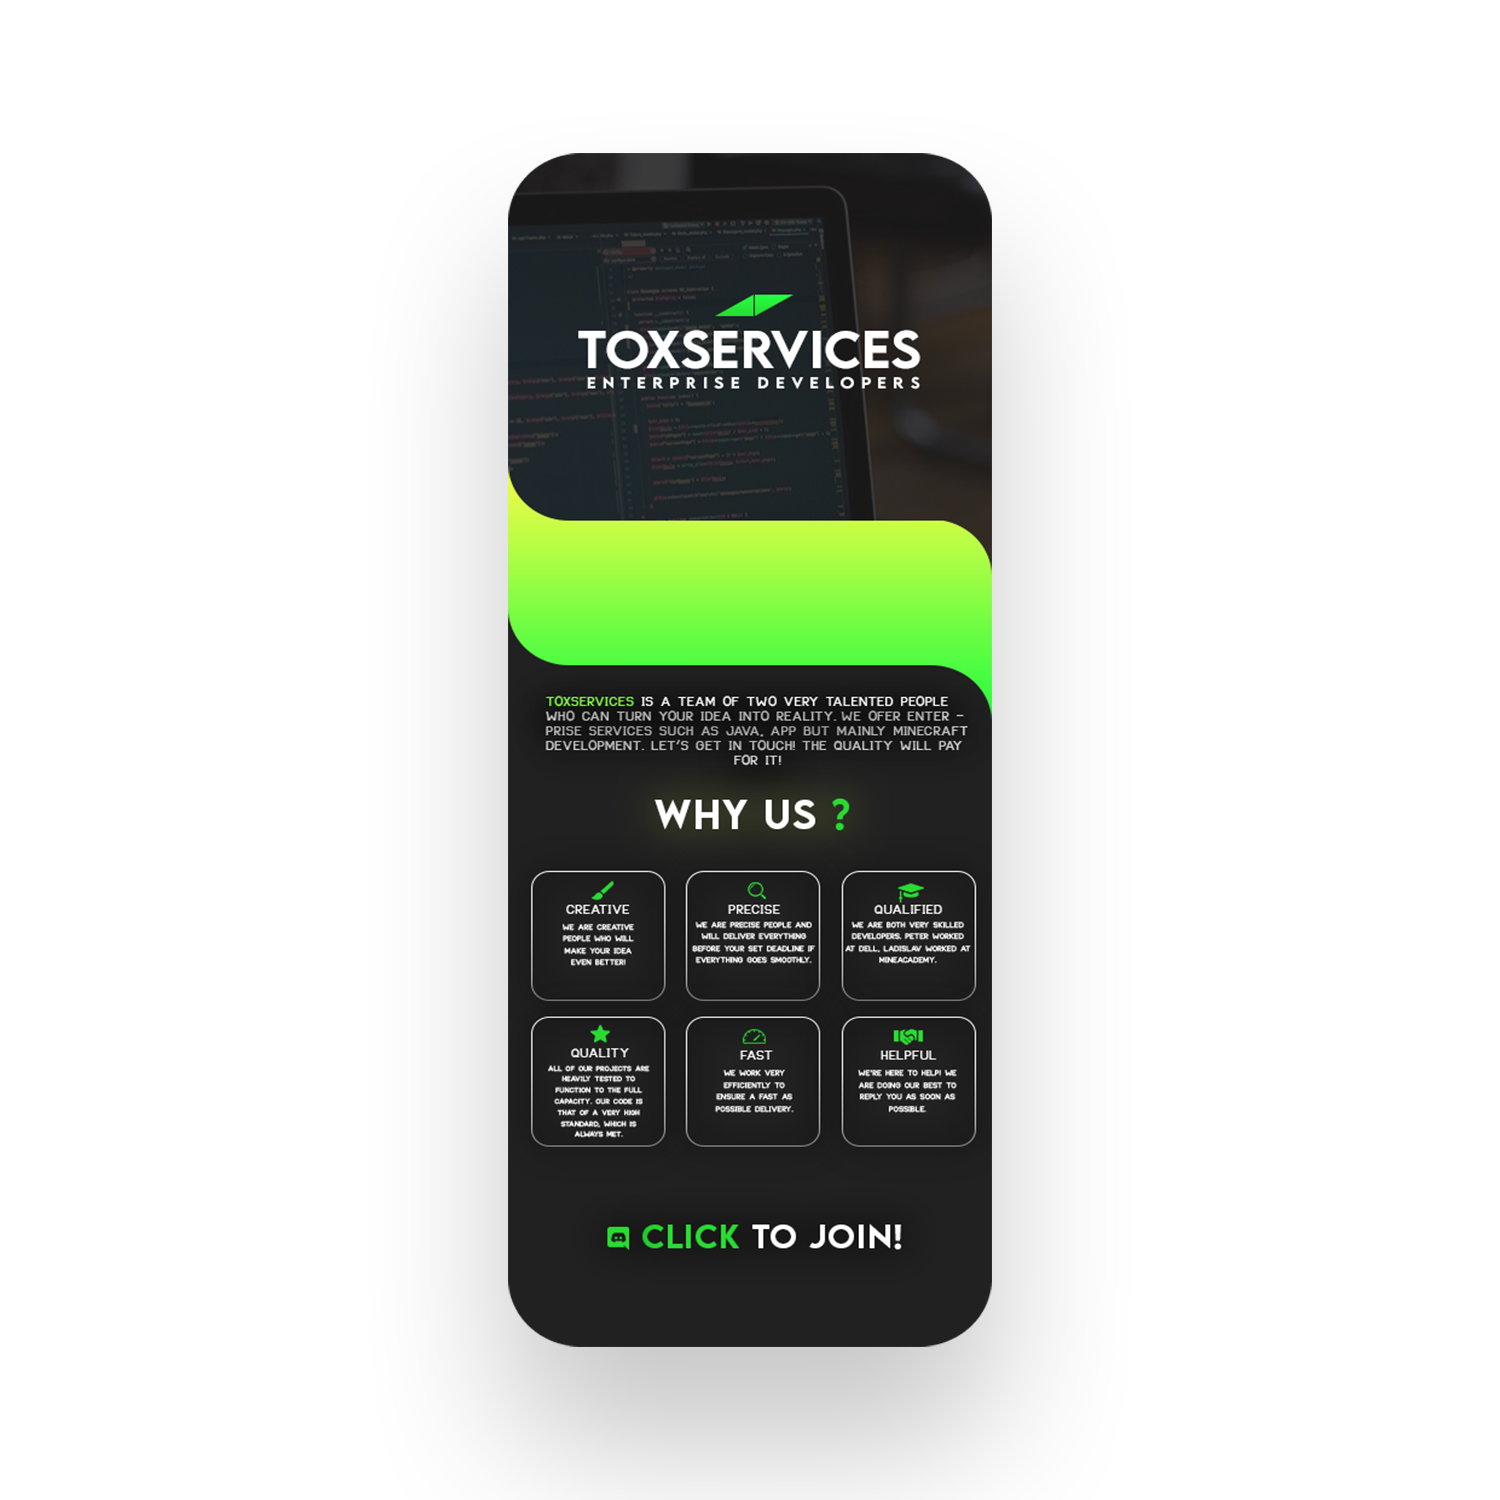 TOXSERVICES
ENTERPRISE DEVELOPERS
TOXSERVICES IS A TEAM OF TWO VERY TALENTED PEOPLE
WHO CAN TURN YOUR IDEA INTO REALITY. WE OFER ENTER -
PRISE SERVICES SUCH AS JAVA, APP BUT MAINLY MINECRAFT
DEVELOPMENT. LET'S GET IN TOUCH! THE QUALITY WILL PAY
FOR IT!
WHY US ?
CREATIVE
WE ARE CREATIVE
PEOPLE WHO WILL
MAKE YOUR IDEA
EVEN BETTER!
PRECISE
WE ARE PRECISE PEOPLE AND
WILL DELIVER EVERYTHING
BEFORE YOUR SET DEADLINE IF
EVERYTHING GOES SMOOTHLY.
QUALIFIED
WE ARE BOTH VERY SKILLED
DEVELOPERS. PETER WORKED
AT DELL, LADISLAV WORKED AT
MINEACADEMY.
QUALITY
ALL OF OUR PROJECTS ARE
HEAVILY TESTED TO
FUNCTION TO THE FULL
CAPACITY. OUR CODE IS
THAT OF A VERY HIGH
STANDARD, WHICH IS
ALWAYS MET.
FAST
WE WORK VERY
EFFICIENTLY TO
ENSURE A FAST AS
POSSIBLE DELIVERY.
HELPFUL
WE'RE HERE TO HELP! WE
ARE DOING OUR BEST TO
REPLY YOU AS SOON AS
POSSIBLE.
CLICK TO JOIN!